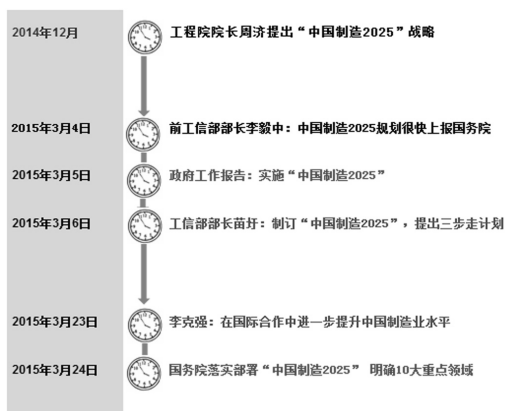 2014年12月 工程院院长周济提出“中国制造2025”战略
2015年3月4日 前工信部部长李毅中：中国制造2025规划很快上报国务院
2015年3月5日 政府工作报告：实施“中国制造2025”
2015年3月6日 工信部部长苗圩：制订“中国制造2025”，提出三步走计划
2015年3月23日 李克强：在国际合作中进一步提升中国制造业水平
2015年3月24日 国务院落实部署“中国制造2025” 明确10大重点领域